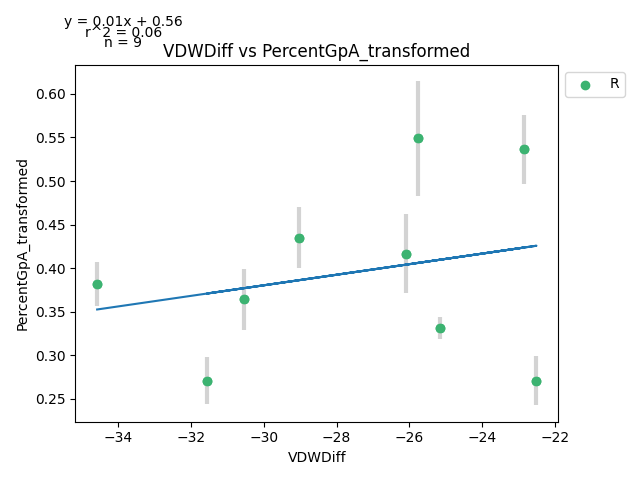 y = 0.01x + 0.56
r^2 = 0.06
n = 9
VDWDiff vs PercentGpA_transformed
R
PercentGpA_transformed
0.60
0.55
0.50
0.45
0.40
0.35
0.30
0.25
−34
−32
−30
−28
−26
−24
−22
VDWDiff